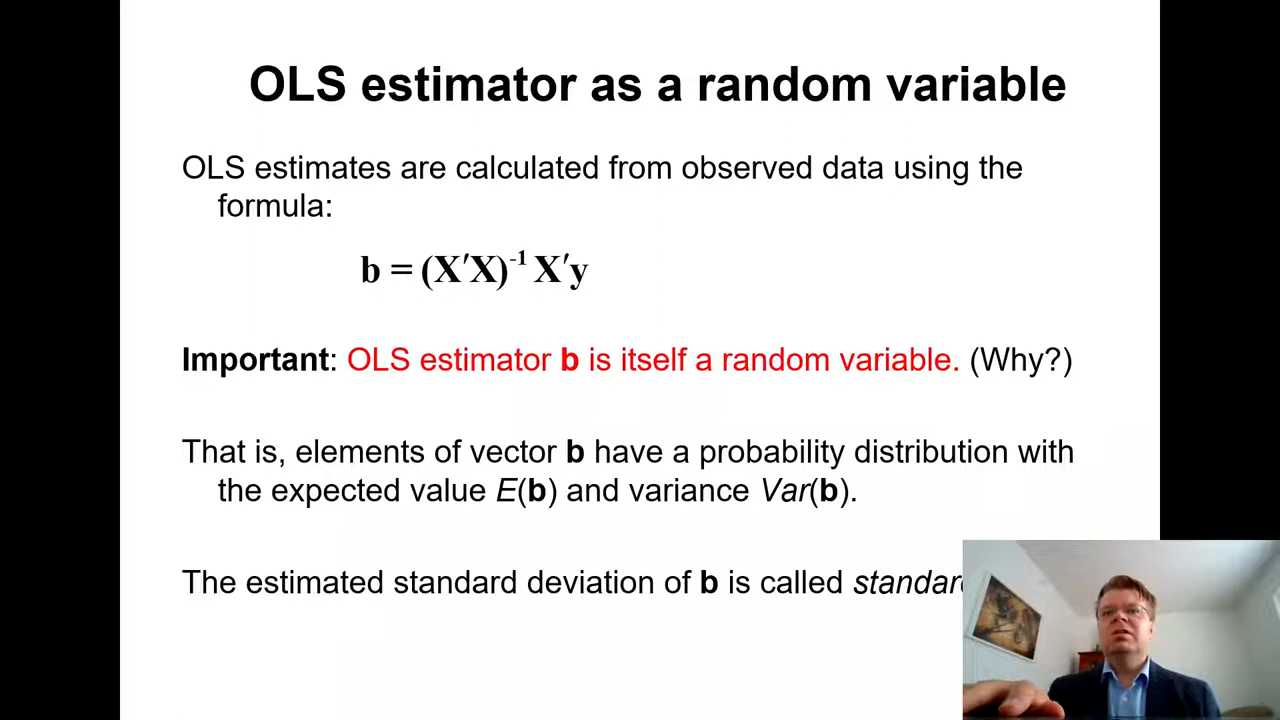 OLS estimator as a random variable
OLS estimates are calculated from observed data using the
formula:
b = (X′X)⁻¹ X′y
Important: OLS estimator b is itself a random variable. (Why?)
That is, elements of vector b have a probability distribution with
the expected value E(b) and variance Var(b).
The estimated standard deviation of b is called